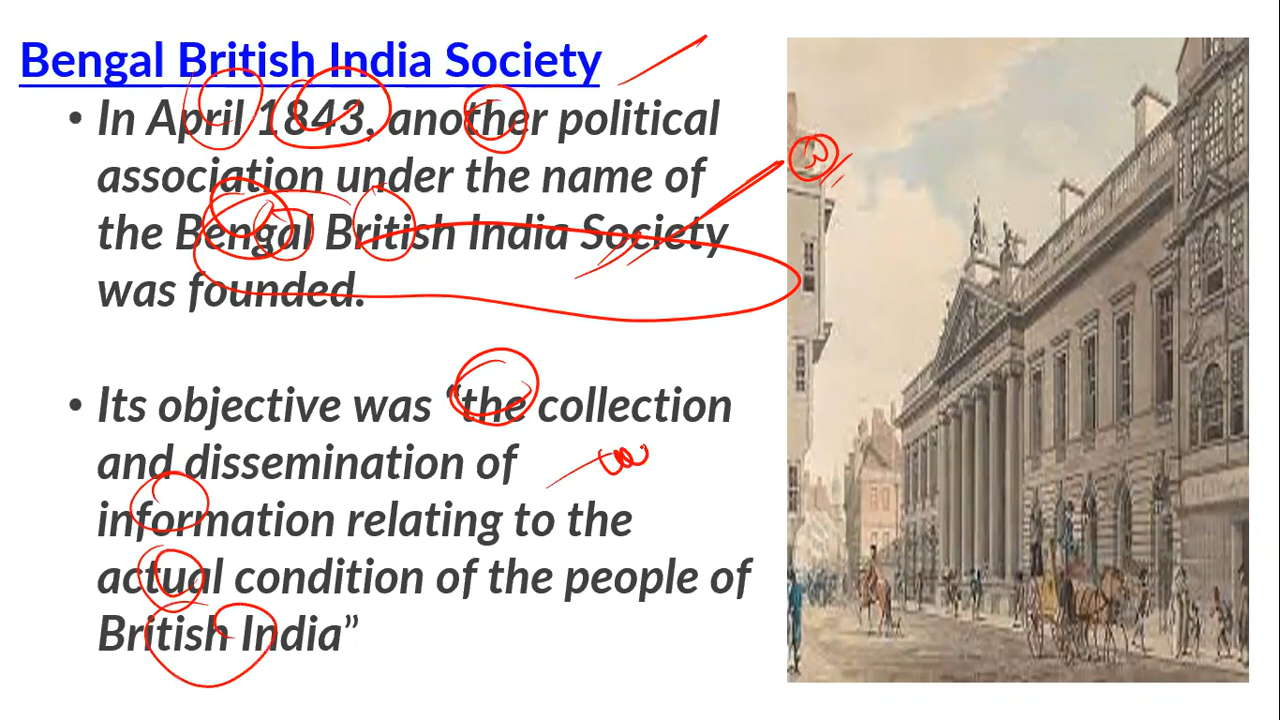 Bengal British India Society
• In April 1843, another political
association under the name of
the Bengal British India Society
was founded.
• Its objective was “the collection
and dissemination of
information relating to the
actual condition of the people of
British India”